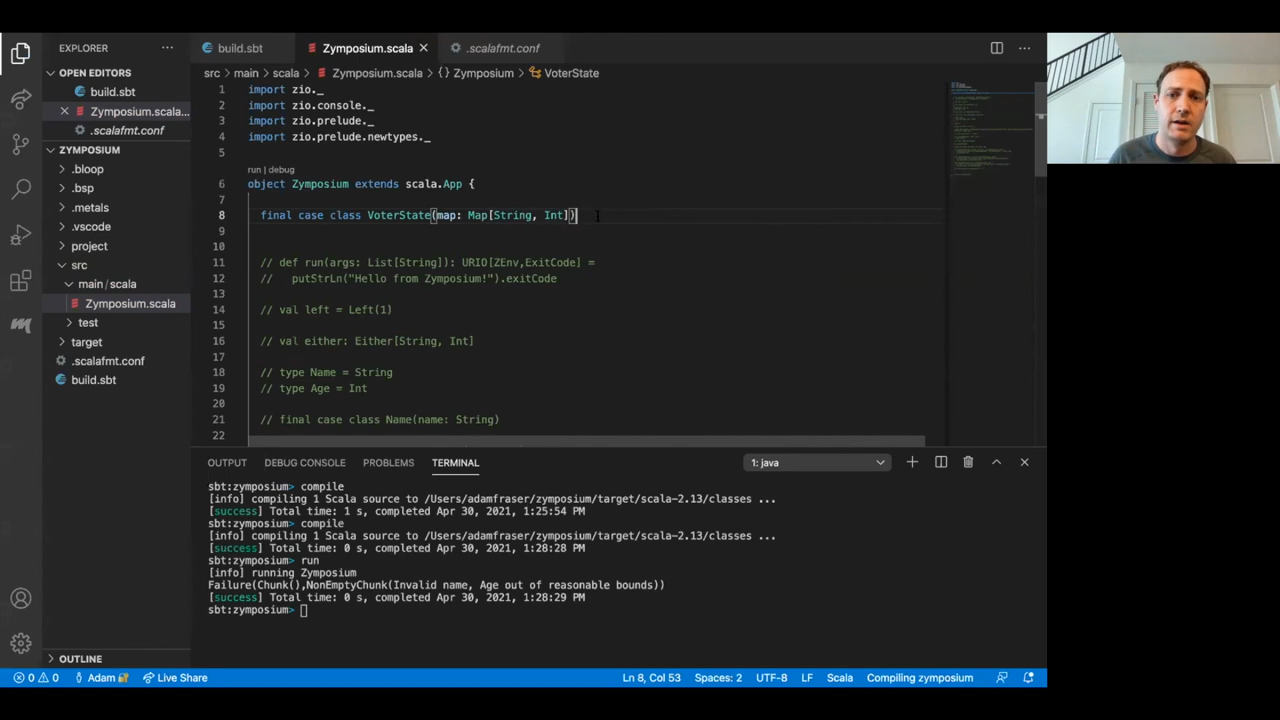 EXPLORER
build.sbt
Zymposium.scala
.scalafmt.conf
OPEN EDITORS
build.sbt
Zymposium.scala...
.scalafmt.conf
ZYMPOSIUM
.bloop
.bsp
.metals
.vscode
project
src
main/scala
Zymposium.scala
test
target
.scalafmt.conf
build.sbt
OUTLINE
src > main > scala > Zymposium.scala > {} Zymposium > VoterState
1 import zio._
2 import zio.console._
3 import zio.prelude._
4 import zio.prelude.newtypes._
5
run | debug
6 object Zymposium extends scala.App {
7
8 final case class VoterState(map: Map[String, Int])
9
10
11 // def run(args: List[String]): URIO[ZEnv,ExitCode] =
12 //   putStrLn("Hello from Zymposium!").exitCode
13
14 // val left = Left(1)
15
16 // val either: Either[String, Int]
17
18 // type Name = String
19 // type Age = Int
20
21 // final case class Name(name: String)
22
OUTPUT DEBUG CONSOLE PROBLEMS TERMINAL 1: java
sbt:zymposium> compile
[info] compiling 1 Scala source to /Users/adamfraser/zymposium/target/scala-2.13/classes ...
[success] Total time: 1 s, completed Apr 30, 2021, 1:25:54 PM
sbt:zymposium> compile
[info] compiling 1 Scala source to /Users/adamfraser/zymposium/target/scala-2.13/classes ...
[success] Total time: 0 s, completed Apr 30, 2021, 1:28:28 PM
sbt:zymposium> run
[info] running Zymposium
Failure(Chunk(),NonEmptyChunk(Invalid name, Age out of reasonable bounds))
[success] Total time: 0 s, completed Apr 30, 2021, 1:28:29 PM
sbt:zymposium>
0 0 Adam Live Share Ln 8, Col 53 Spaces: 2 UTF-8 LF Scala Compiling zymposium